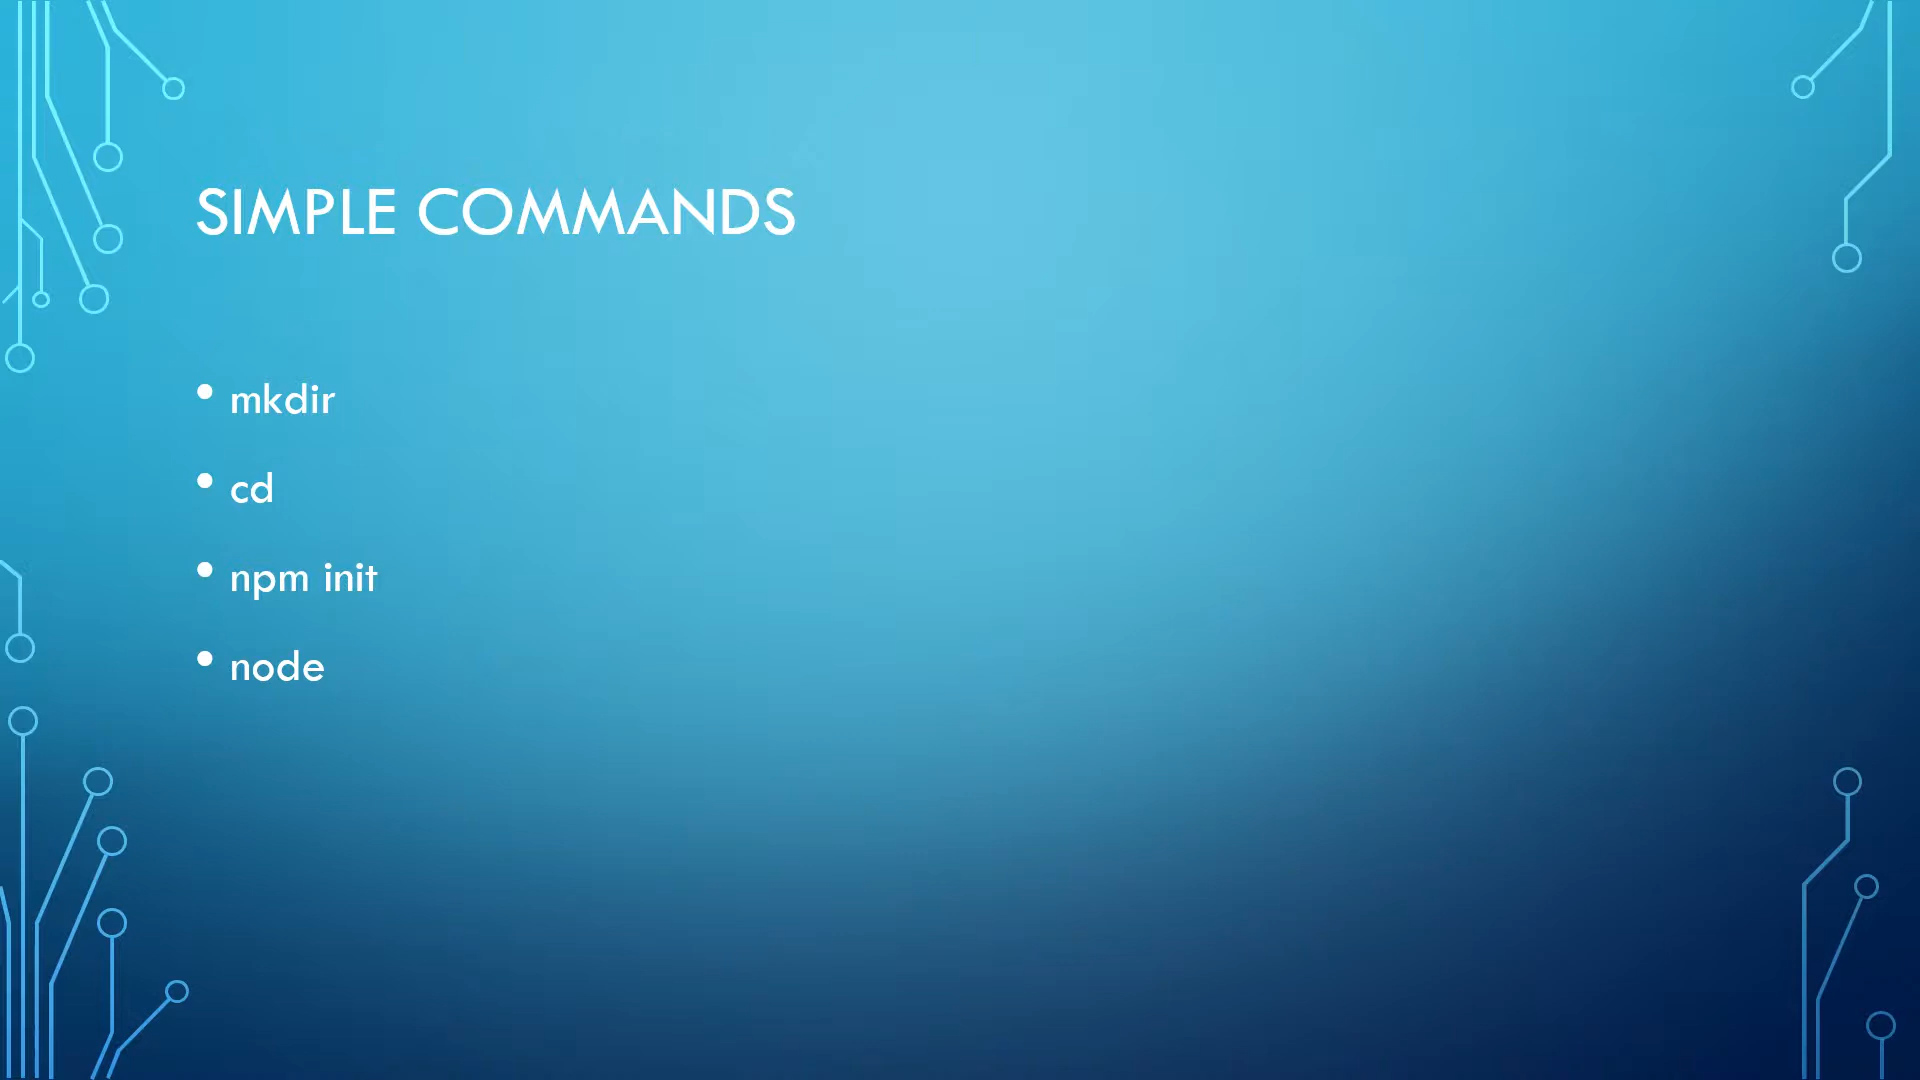 SIMPLE COMMANDS
• mkdir
• cd
• npm init
• node